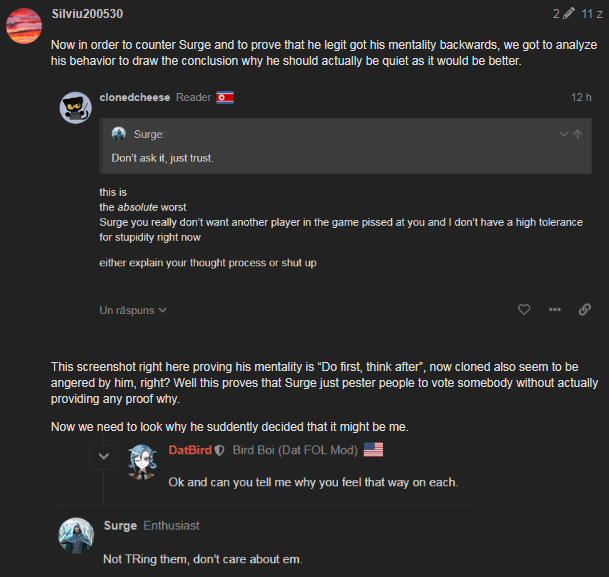 Silviu200530
2 11 z
Now in order to counter Surge and to prove that he legit got his mentality backwards, we got to analyze
his behavior to draw the conclusion why he should actually be quiet as it would be better.
clonedcheese Reader
12 h
Surge:
Don't ask it, just trust.
this is
the absolute worst
Surge you really don't want another player in the game pissed at you and I don't have a high tolerance
for stupidity right now
either explain your thought process or shut up
Un răspuns
This screenshot right here proving his mentality is “Do first, think after”, now cloned also seem to be
angered by him, right? Well this proves that Surge just pester people to vote somebody without actually
providing any proof why.
Now we need to look why he suddently decided that it might be me.
DatBird Bird Boi (Dat FOL Mod)
Ok and can you tell me why you feel that way on each.
Surge Enthusiast
Not TRing them, don't care about em.